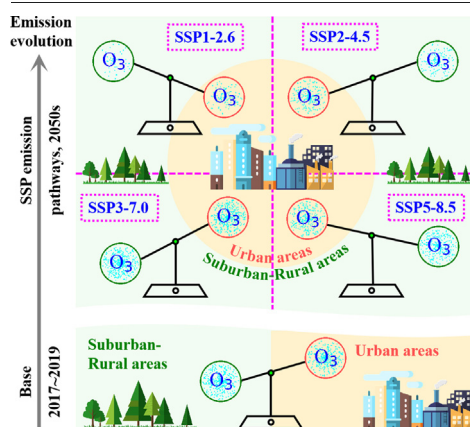 Emission
evolution
SSP1-2.6
SSP2-4.5
O3
O3
O3
O3
SSP emission
pathways, 2050s
SSP3-7.0
SSP5-8.5
O3
O3
O3
O3
Urban areas
Suburban-Rural areas
Base
2017~2019
Suburban-
Rural areas
O3
O3
Urban areas